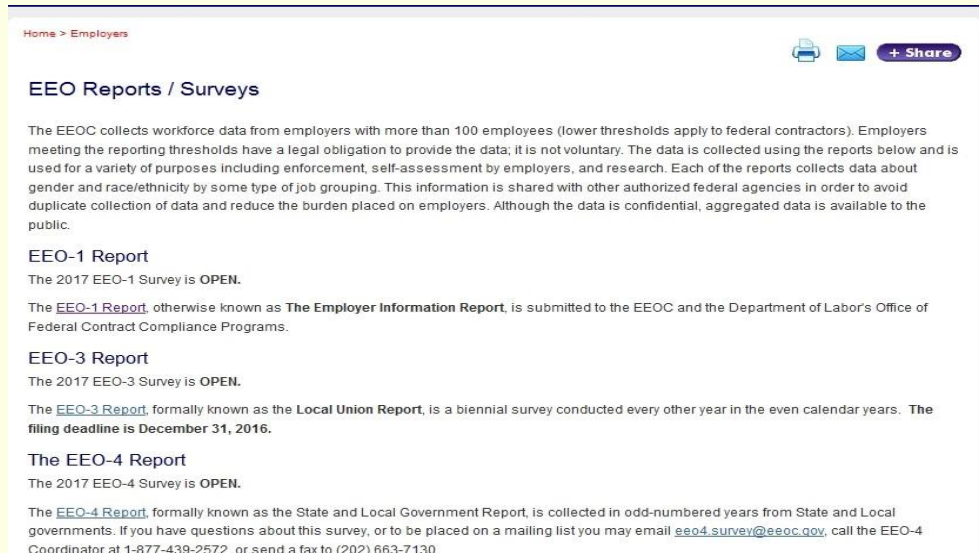 Home > Employers
+ Share
EEO Reports / Surveys
The EEOC collects workforce data from employers with more than 100 employees (lower thresholds apply to federal contractors). Employers
meeting the reporting thresholds have a legal obligation to provide the data; it is not voluntary. The data is collected using the reports below and is
used for a variety of purposes including enforcement, self-assessment by employers, and research. Each of the reports collects data about
gender and race/ethnicity by some type of job grouping. This information is shared with other authorized federal agencies in order to avoid
duplicate collection of data and reduce the burden placed on employers. Although the data is confidential, aggregated data is available to the
public.
EEO-1 Report
The 2017 EEO-1 Survey is OPEN.
The EEO-1 Report, otherwise known as The Employer Information Report, is submitted to the EEOC and the Department of Labor's Office of
Federal Contract Compliance Programs.
EEO-3 Report
The 2017 EEO-3 Survey is OPEN.
The EEO-3 Report, formally known as the Local Union Report, is a biennial survey conducted every other year in the even calendar years. The
filing deadline is December 31, 2016.
The EEO-4 Report
The 2017 EEO-4 Survey is OPEN.
The EEO-4 Report, formally known as the State and Local Government Report, is collected in odd-numbered years from State and Local
governments. If you have questions about this survey, or to be placed on a mailing list you may email eeo4.survey@eeoc.gov, call the EEO-4
Coordinator at 1-877-439-2572, or send a fax to (202) 663-7130